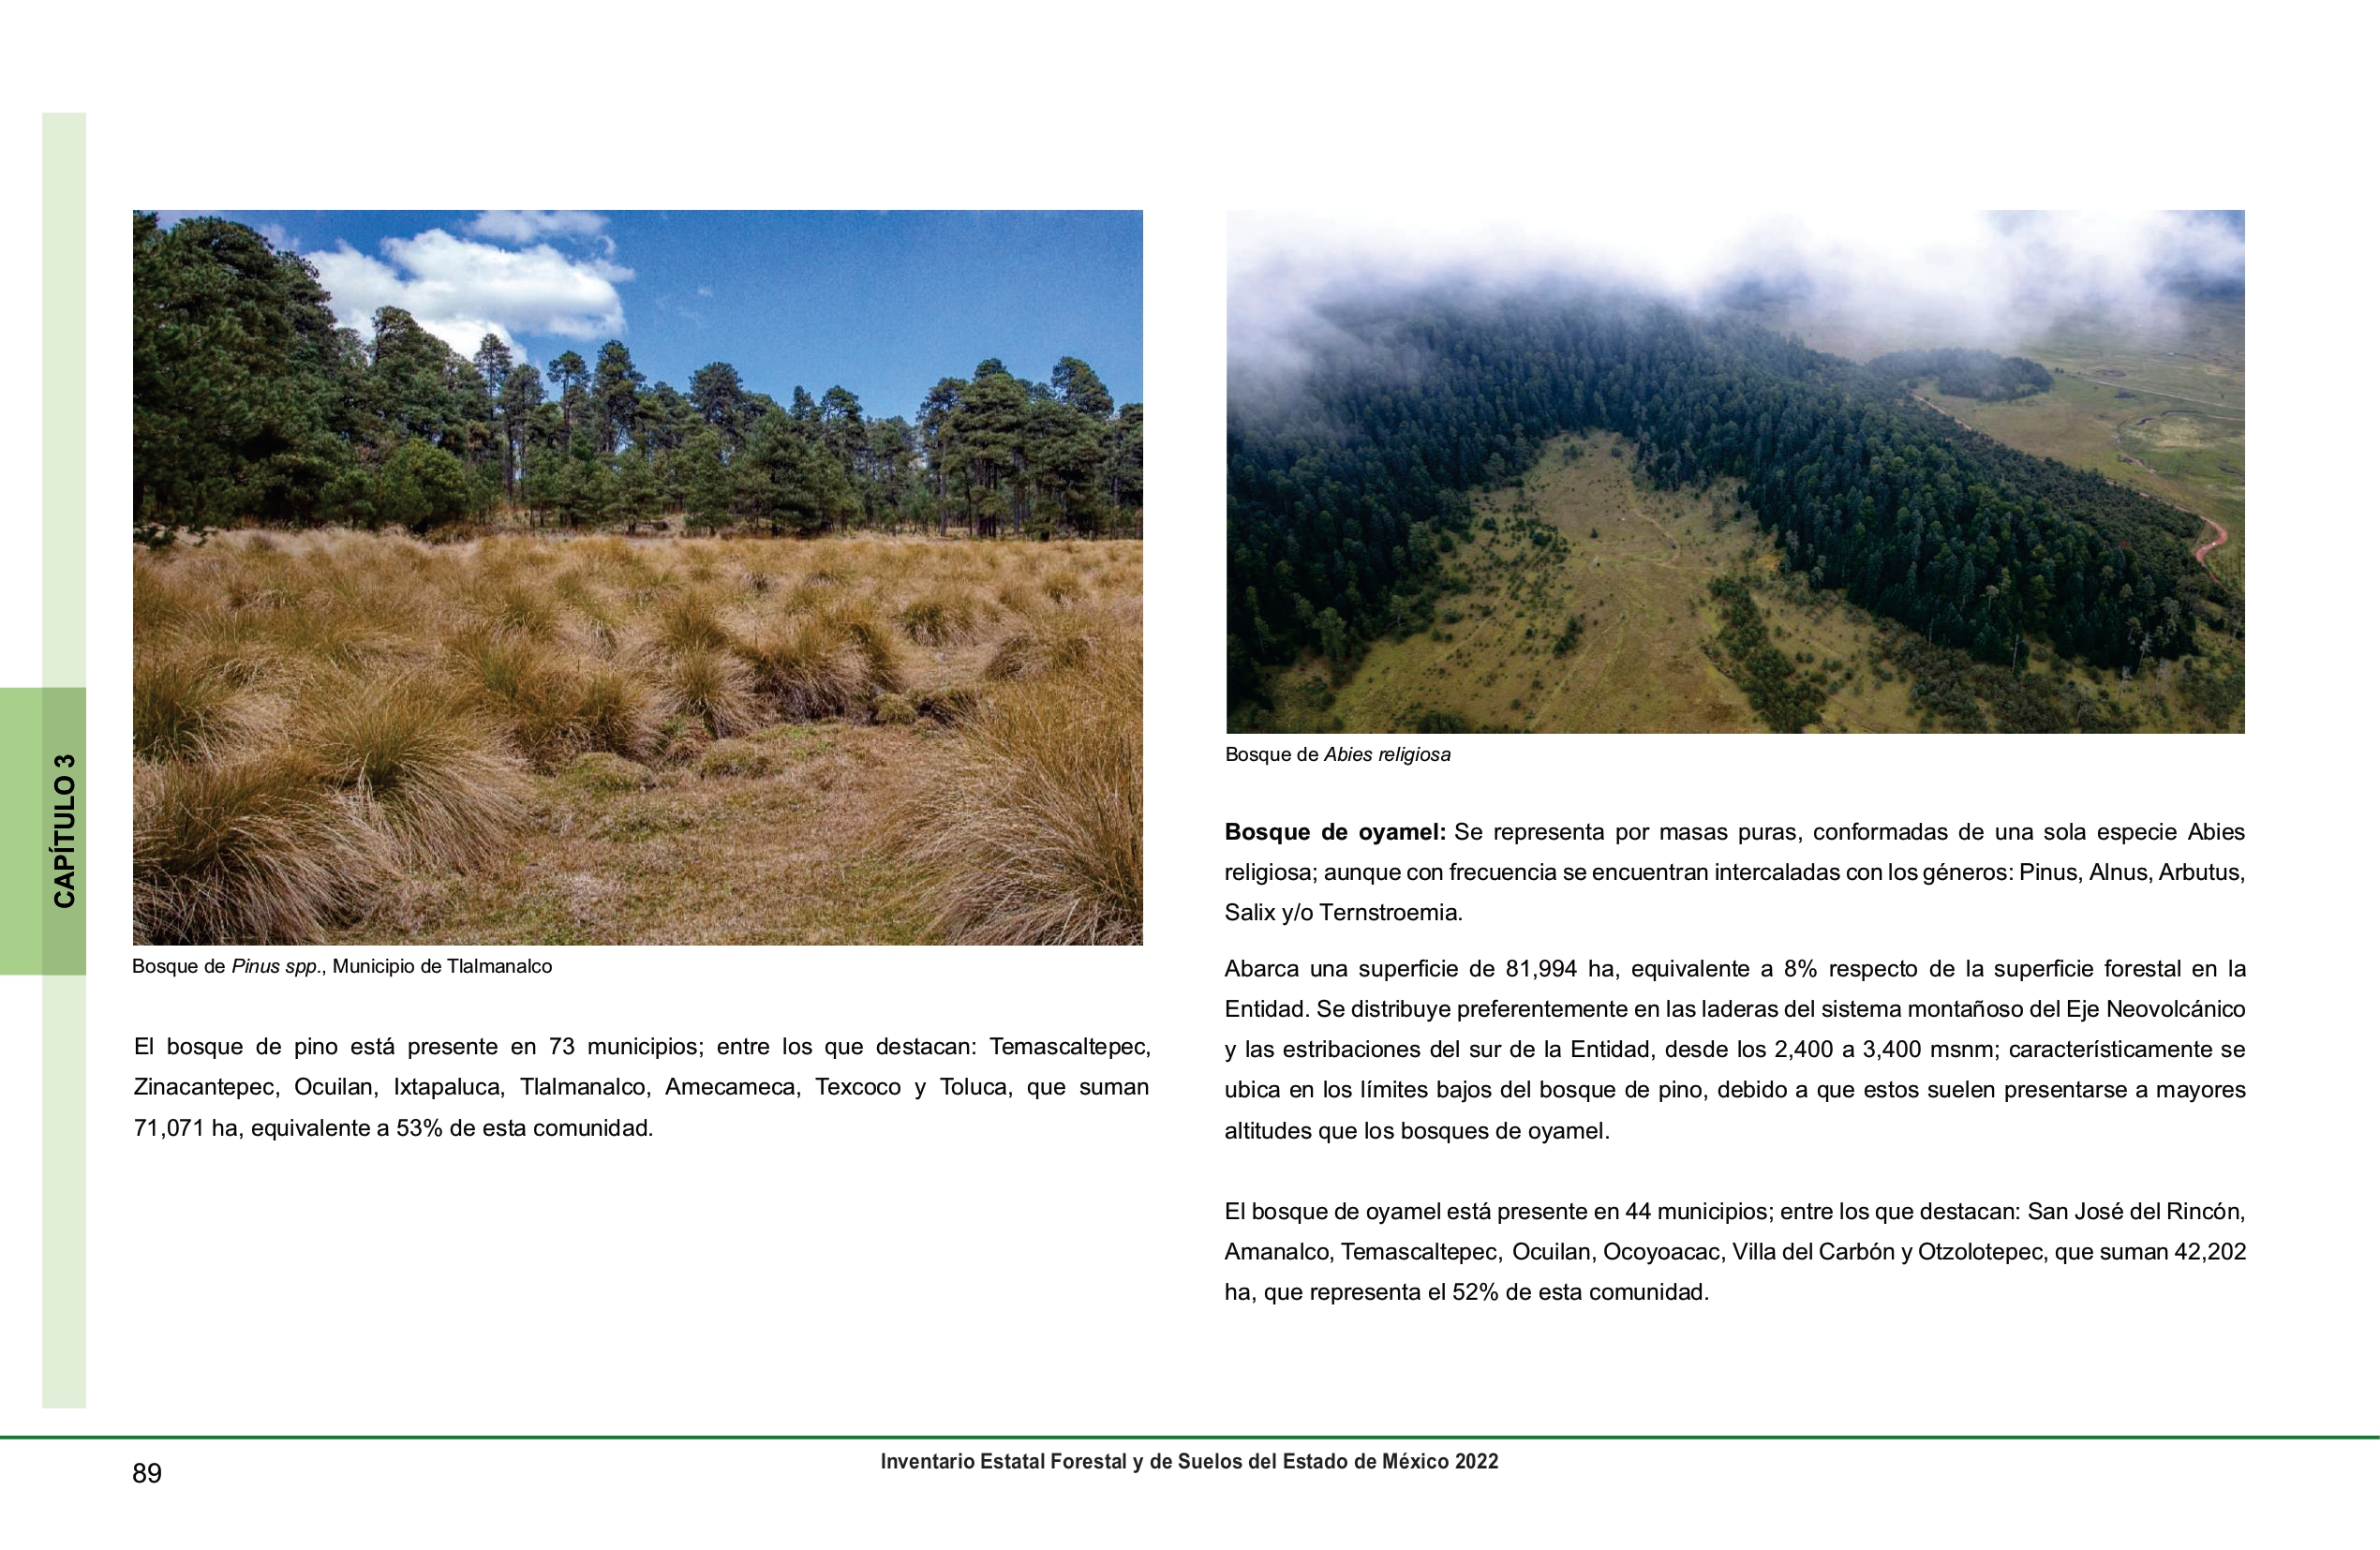 CAPÍTULO 3
Bosque de Pinus spp., Municipio de Tlalmanalco
El bosque de pino está presente en 73 municipios; entre los que destacan: Temascaltepec,
Zinacantepec, Ocuilan, Ixtapaluca, Tlalmanalco, Amecameca, Texcoco y Toluca, que suman
71,071 ha, equivalente a 53% de esta comunidad.
Bosque de Abies religiosa
Bosque de oyamel: Se representa por masas puras, conformadas de una sola especie Abies
religiosa; aunque con frecuencia se encuentran intercaladas con los géneros: Pinus, Alnus, Arbutus,
Salix y/o Ternstroemia.
Abarca una superficie de 81,994 ha, equivalente a 8% respecto de la superficie forestal en la
Entidad. Se distribuye preferentemente en las laderas del sistema montañoso del Eje Neovolcánico
y las estribaciones del sur de la Entidad, desde los 2,400 a 3,400 msnm; característicamente se
ubica en los límites bajos del bosque de pino, debido a que estos suelen presentarse a mayores
altitudes que los bosques de oyamel.
El bosque de oyamel está presente en 44 municipios; entre los que destacan: San José del Rincón,
Amanalco, Temascaltepec, Ocuilan, Ocoyoacac, Villa del Carbón y Otzolotepec, que suman 42,202
ha, que representa el 52% de esta comunidad.
Inventario Estatal Forestal y de Suelos del Estado de México 2022
89